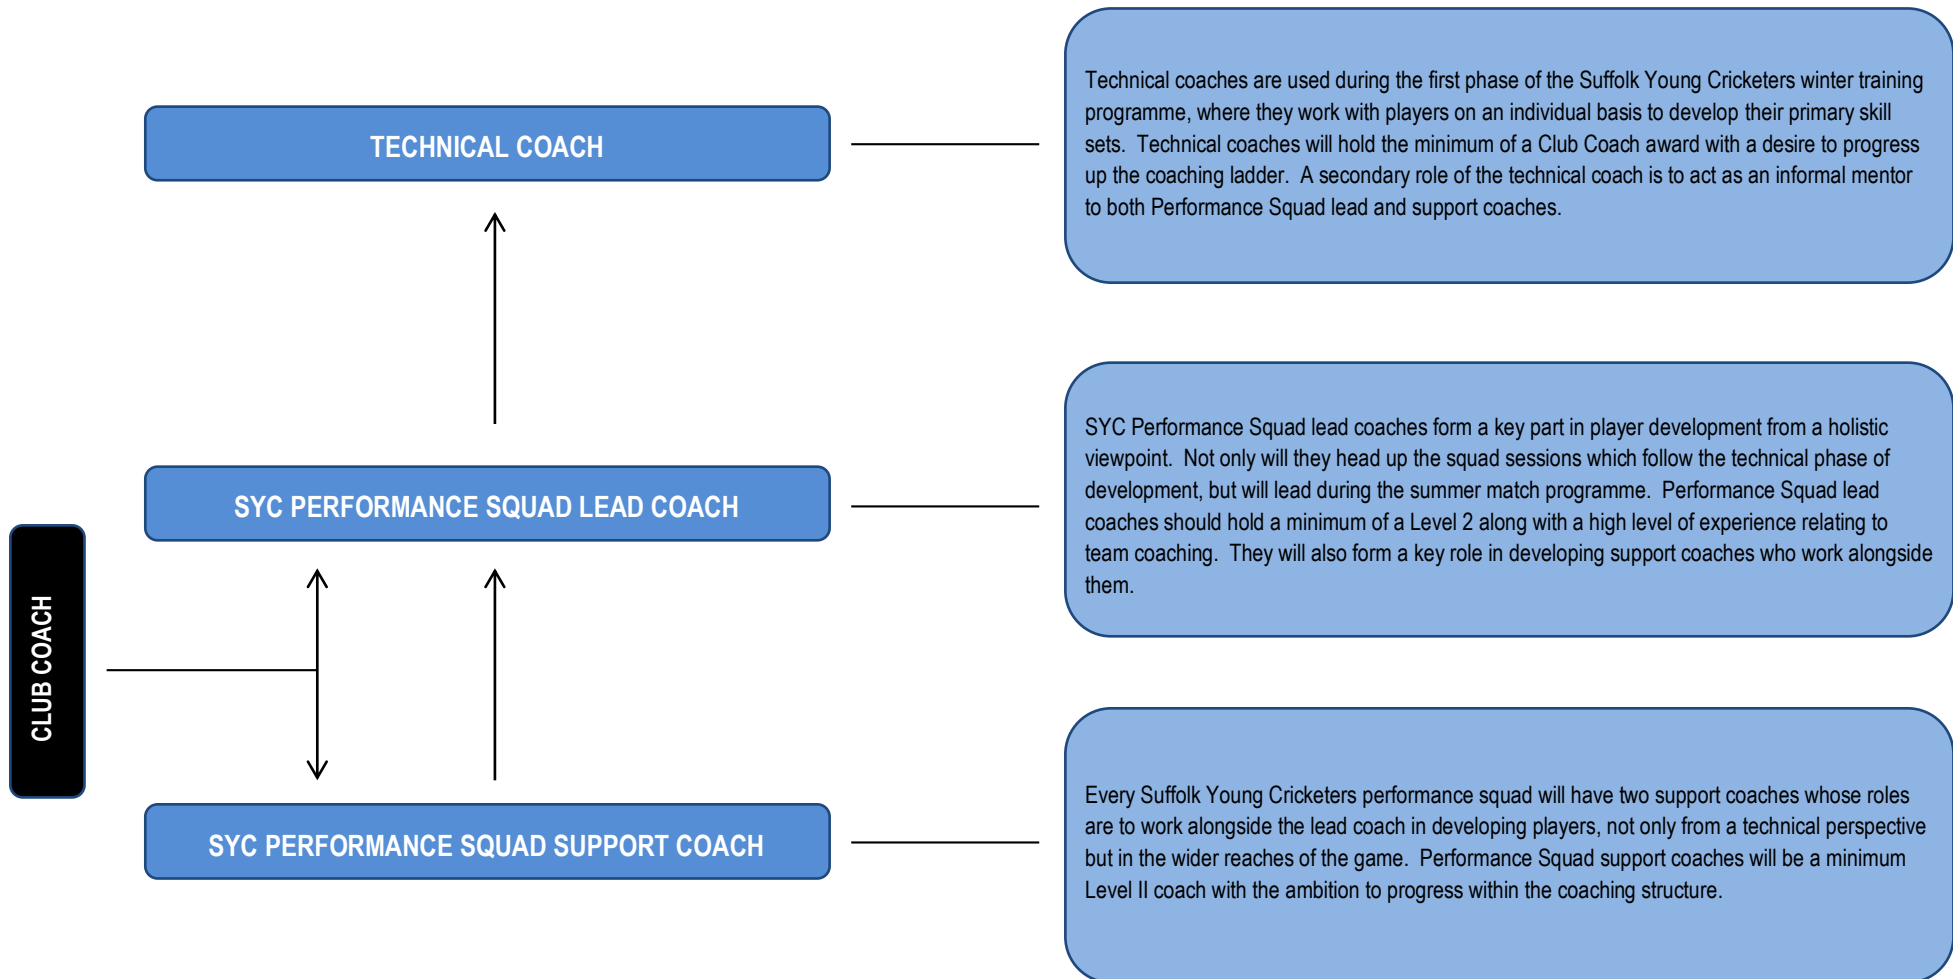 TECHNICAL COACH
Technical coaches are used during the first phase of the Suffolk Young Cricketers winter training
programme, where they work with players on an individual basis to develop their primary skill
sets.  Technical coaches will hold the minimum of a Club Coach award with a desire to progress
up the coaching ladder.  A secondary role of the technical coach is to act as an informal mentor
to both Performance Squad lead and support coaches.
SYC PERFORMANCE SQUAD LEAD COACH
SYC Performance Squad lead coaches form a key part in player development from a holistic
viewpoint.  Not only will they head up the squad sessions which follow the technical phase of
development, but will lead during the summer match programme.  Performance Squad lead
coaches should hold a minimum of a Level 2 along with a high level of experience relating to
team coaching.  They will also form a key role in developing support coaches who work alongside
them.
CLUB COACH
SYC PERFORMANCE SQUAD SUPPORT COACH
Every Suffolk Young Cricketers performance squad will have two support coaches whose roles
are to work alongside the lead coach in developing players, not only from a technical perspective
but in the wider reaches of the game.  Performance Squad support coaches will be a minimum
Level II coach with the ambition to progress within the coaching structure.